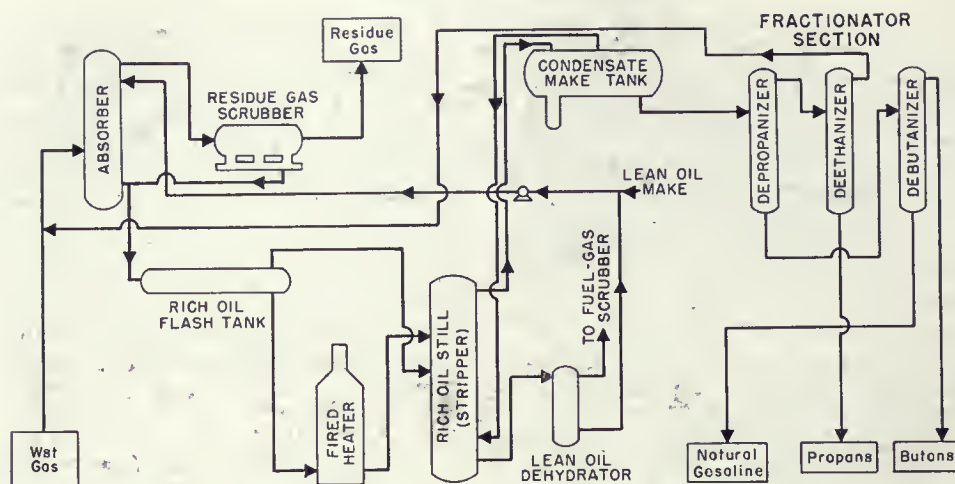 FRACTIONATOR
SECTION
Residue
Gas
CONDENSATE
MAKE TANK
RESIDUE GAS
SCRUBBER
ABSORBER
DEPROPANIZER
DEETHANIZER
DEBUTANIZER
LEAN OIL
MAKE
RICH OIL
FLASH TANK
TO FUEL-GAS
SCRUBBER
RICH OIL STILL
(STRIPPER)
FIRED
HEATER
LEAN OIL
DEHYDRATOR
Wet
Gas
Natural
Gasoline
Propane
Butane